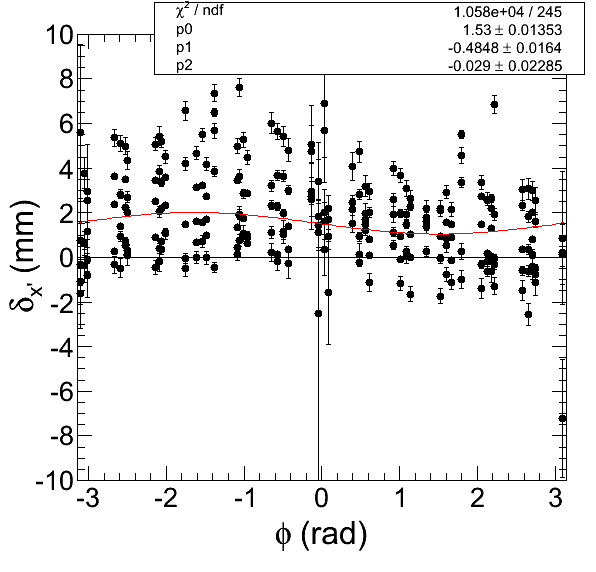 χ² / ndf 1.058e+04 / 245
p0 1.53 ± 0.01353
p1 -0.4848 ± 0.0164
p2 -0.029 ± 0.02285
10
8
6
4
2
0
-2
-4
-6
-8
-10
δx' (mm)
-3 -2 -1 0 1 2 3
ϕ (rad)